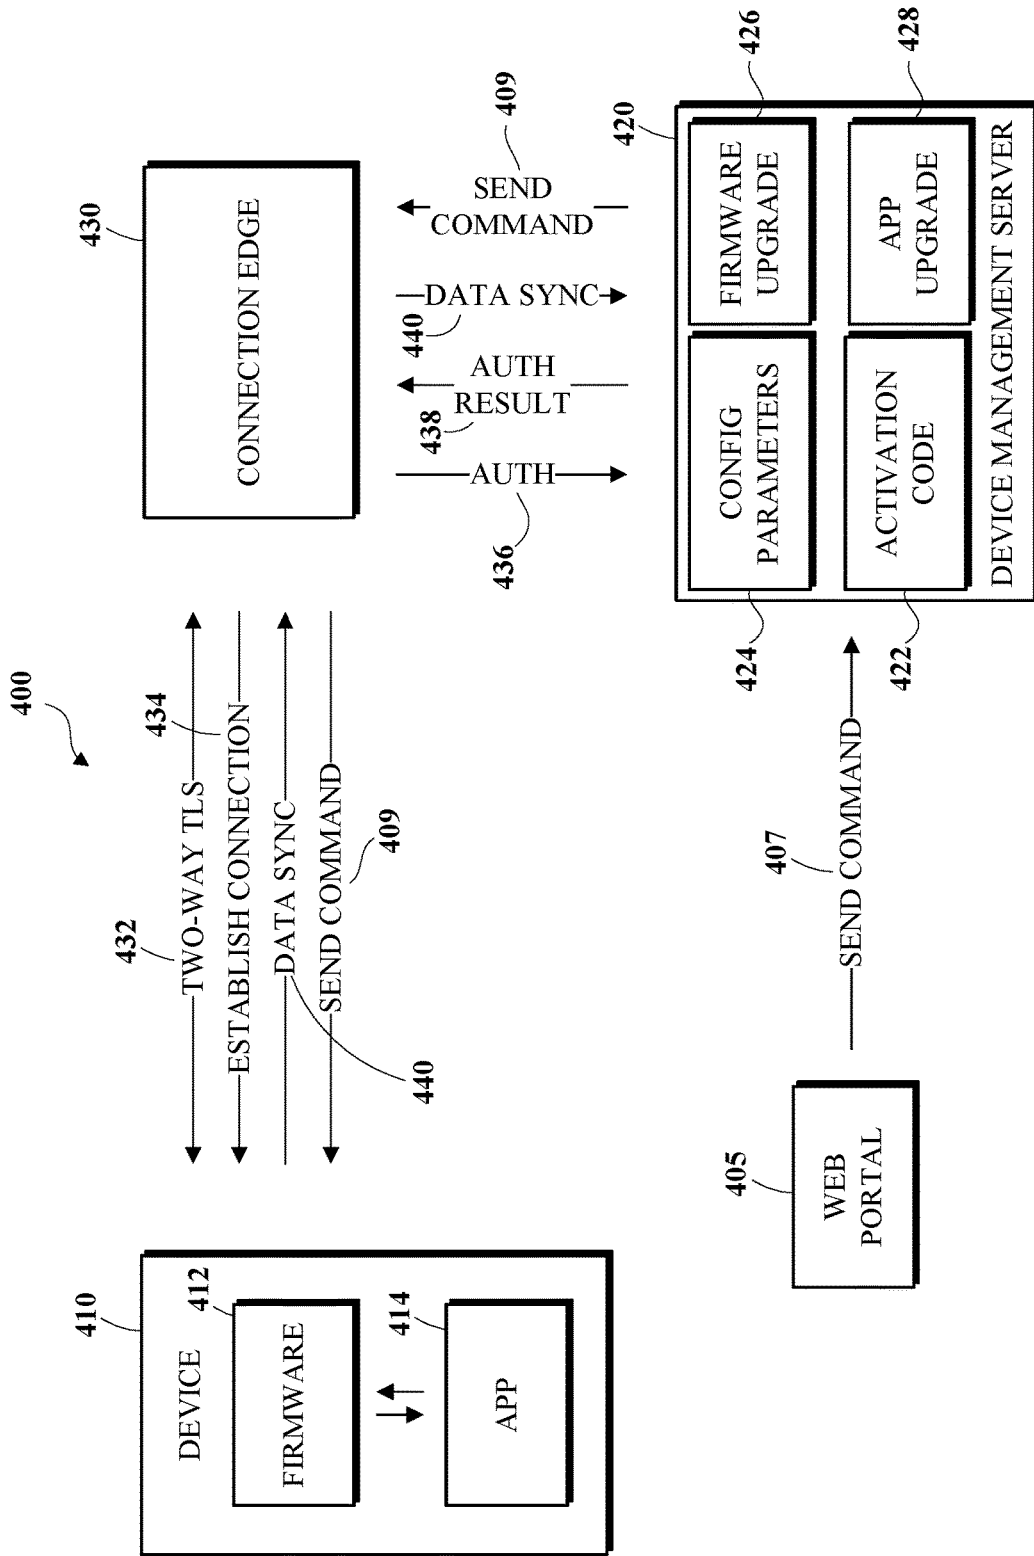 400
410
DEVICE
412
FIRMWARE
414
APP
432
TWO-WAY TLS
434
ESTABLISH CONNECTION
DATA SYNC
440
SEND COMMAND
409
430
CONNECTION EDGE
436
AUTH
438
AUTH
RESULT
440
DATA SYNC
409
SEND
COMMAND
405
WEB
PORTAL
407
SEND COMMAND
420
424
CONFIG
PARAMETERS
426
FIRMWARE
UPGRADE
422
ACTIVATION
CODE
428
APP
UPGRADE
DEVICE MANAGEMENT SERVER